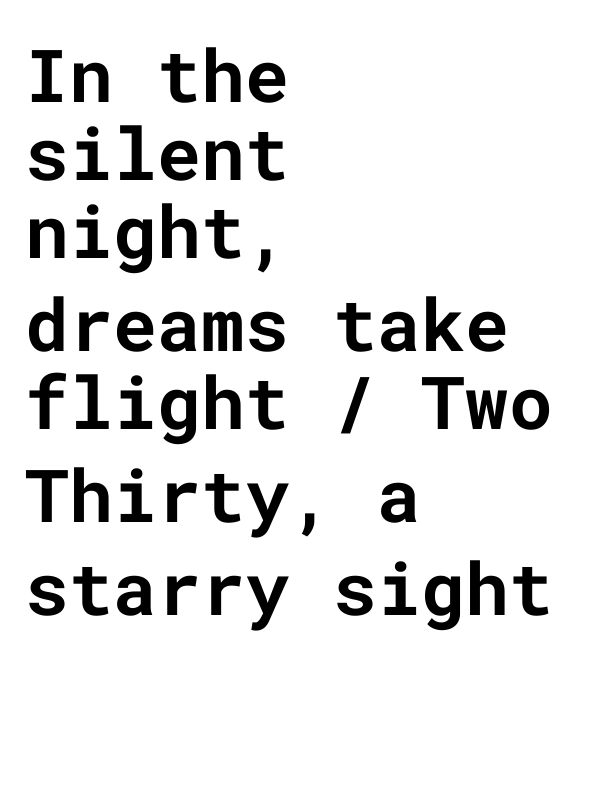 In the
silent
night,
dreams take
flight / Two
Thirty, a
starry sight